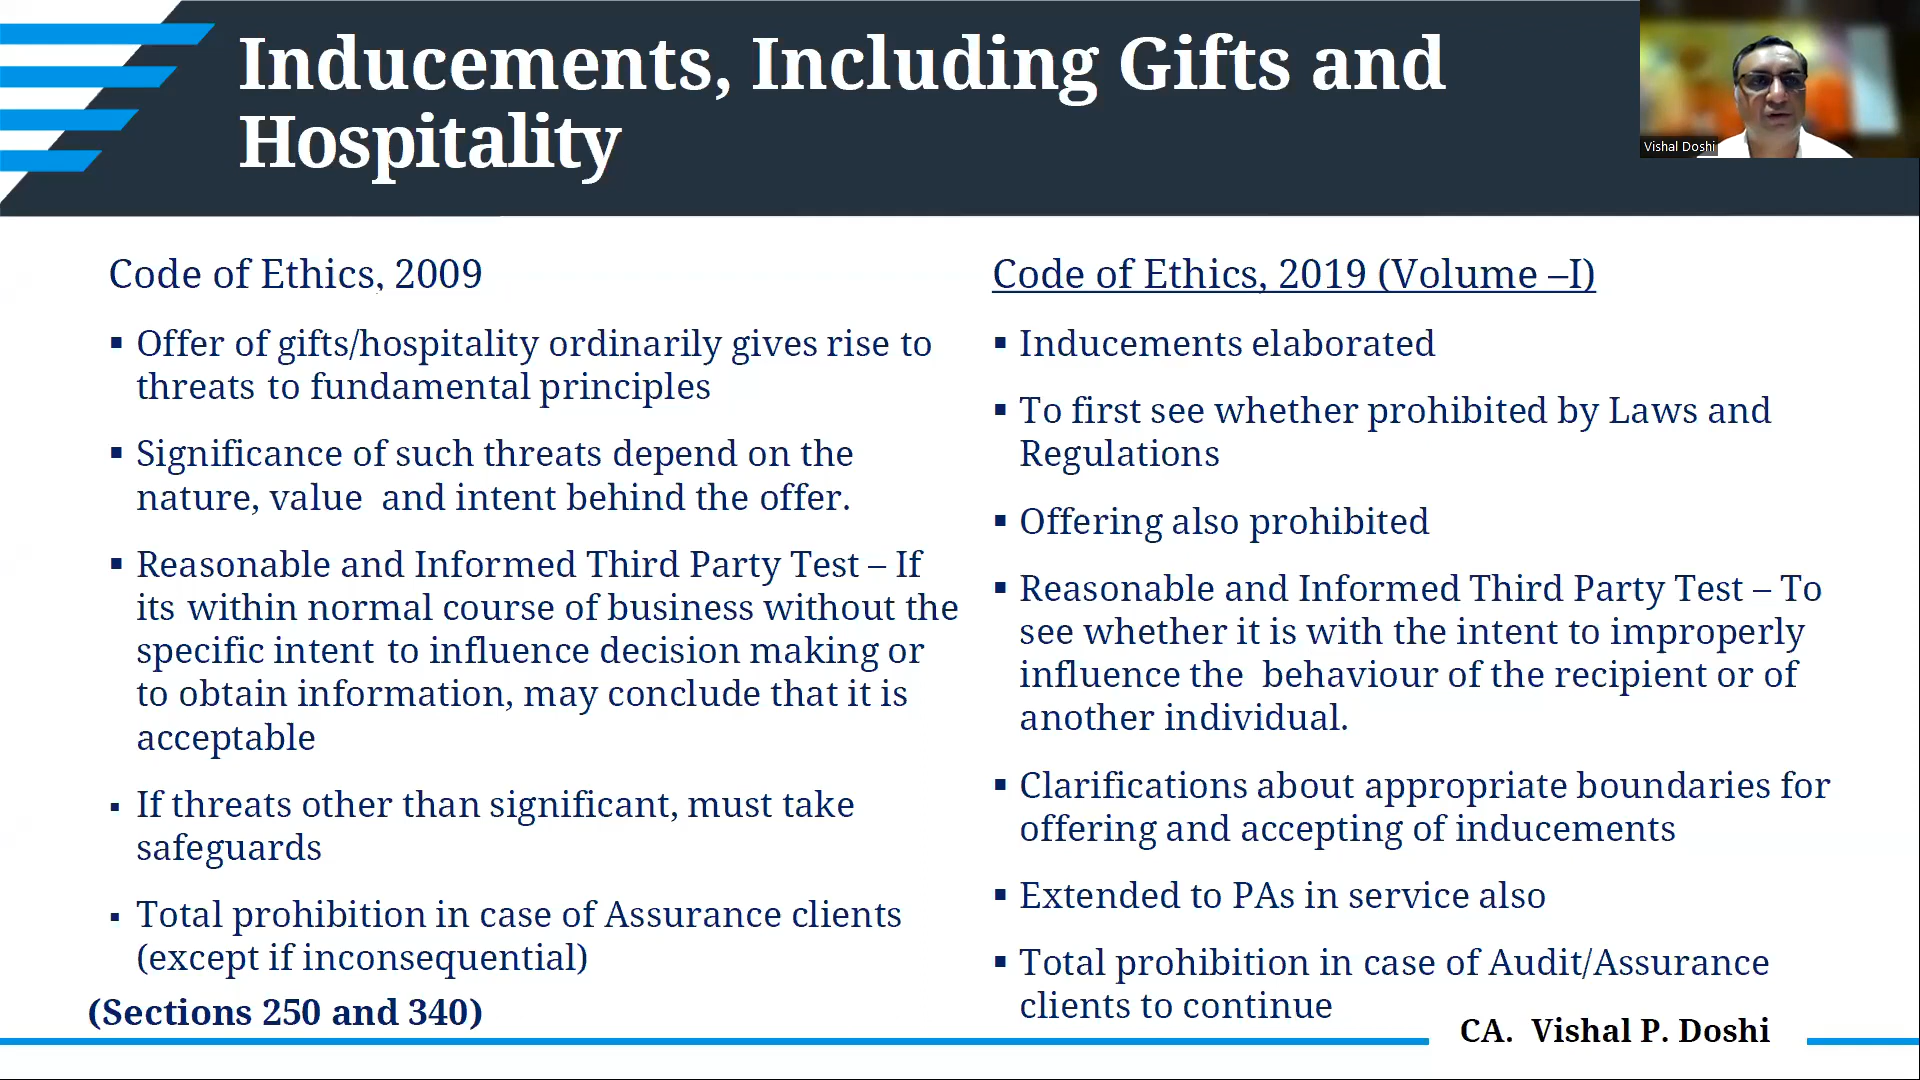 Inducements, Including Gifts and
Hospitality
Vishal Doshi
Code of Ethics, 2009
▪ Offer of gifts/hospitality ordinarily gives rise to
threats to fundamental principles
▪ Significance of such threats depend on the
nature, value  and intent behind the offer.
▪ Reasonable and Informed Third Party Test – If
its within normal course of business without the
specific intent to influence decision making or
to obtain information, may conclude that it is
acceptable
▪ If threats other than significant, must take
safeguards
▪ Total prohibition in case of Assurance clients
(except if inconsequential)
(Sections 250 and 340)
Code of Ethics, 2019 (Volume –I)
▪ Inducements elaborated
▪ To first see whether prohibited by Laws and
Regulations
▪ Offering also prohibited
▪ Reasonable and Informed Third Party Test – To
see whether it is with the intent to improperly
influence the  behaviour of the recipient or of
another individual.
▪ Clarifications about appropriate boundaries for
offering and accepting of inducements
▪ Extended to PAs in service also
▪ Total prohibition in case of Audit/Assurance
clients to continue
CA.  Vishal P. Doshi